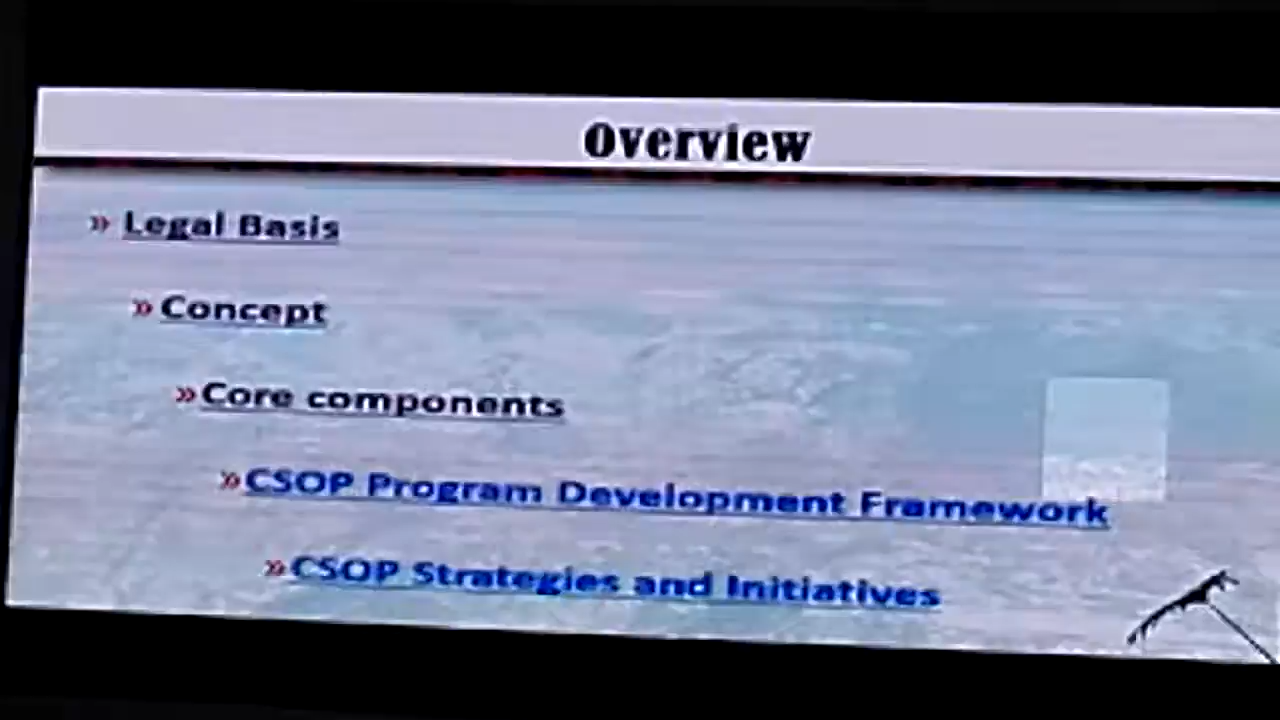 Overview
» Legal Basis
» Concept
» Core components
» CSOP Program Development Framework
» CSOP Strategies and Initiatives